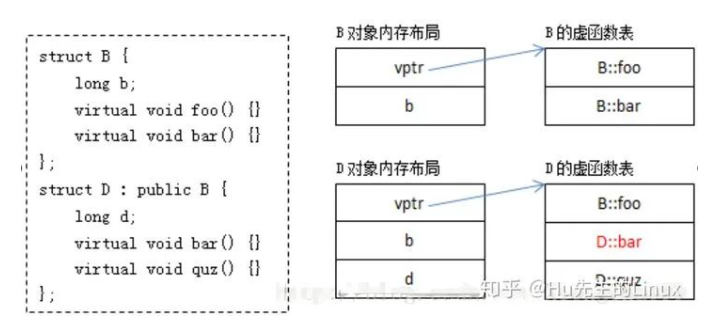 struct B {
long b;
virtual void foo() {}
virtual void bar() {}
};
struct D : public B {
long d;
virtual void bar() {}
virtual void quz() {}
};
B 对象内存布局
vptr
b
B 的虚函数表
B::foo
B::bar
D 对象内存布局
vptr
b
d
D 的虚函数表
B::foo
D::bar
D::quz
知乎 @Hu先生的Linux